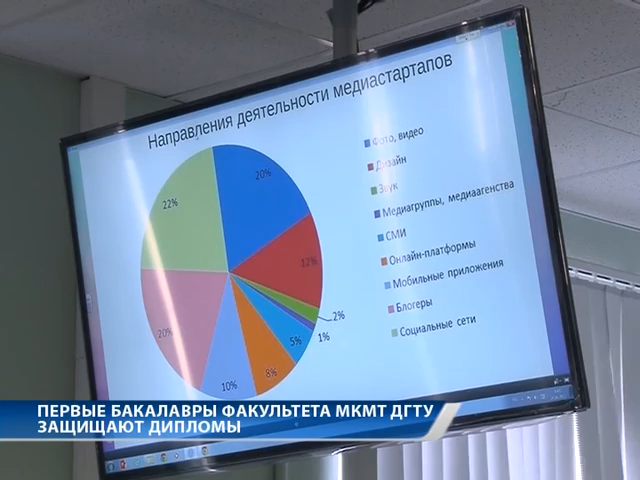 Направления деятельности медиастартапов
22%
20%
12%
2%
1%
5%
8%
10%
20%
Фото, видео
Дизайн
Звук
Медиагруппы, медиаагенства
СМИ
Онлайн-платформы
Мобильные приложения
Блогеры
Социальные сети
ПЕРВЫЕ БАКАЛАВРЫ ФАКУЛЬТЕТА МКМТ ДГТУ
ЗАЩИЩАЮТ ДИПЛОМЫ